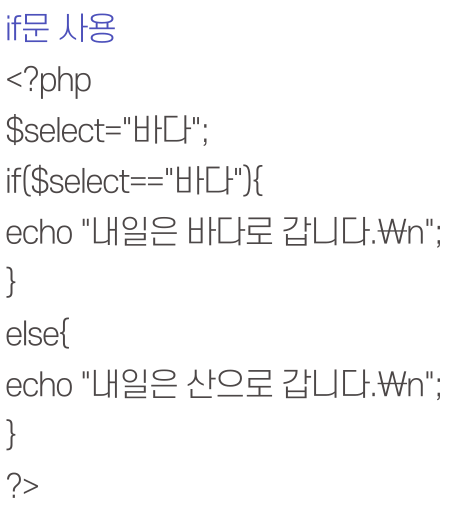 if문 사용
<?php
$select="바다";
if($select=="바다"){
echo "내일은 바다로 갑니다.₩n";
}
else{
echo "내일은 산으로 갑니다.₩n";
}
?>